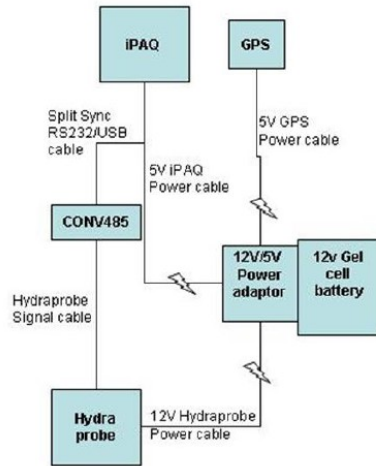 iPAQ
GPS
Split Sync
RS232/USB
cable
5V GPS
Power cable
5V iPAQ
Power cable
CONV485
12V/5V
Power
adaptor
12v Gel
cell
battery
Hydraprobe
Signal cable
Hydra
probe
12V Hydraprobe
Power cable